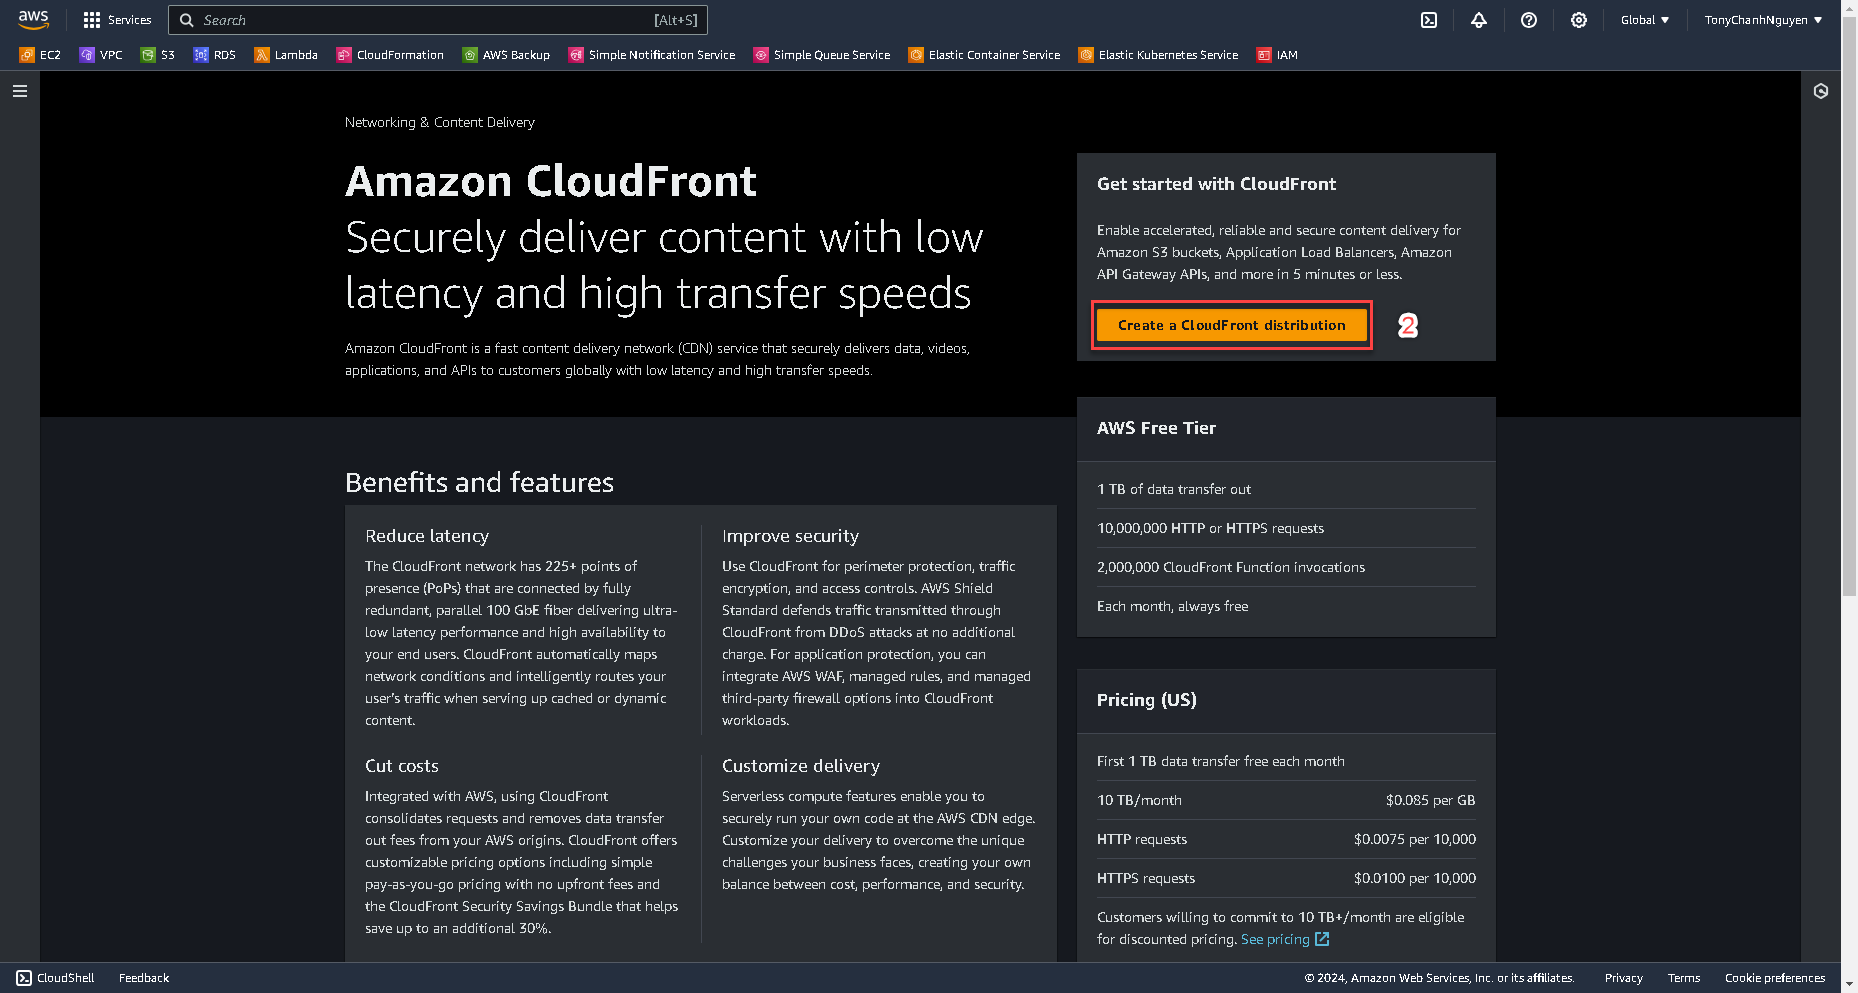 aws
Services
Search
[Alt+S]
Global ▼
TonyChanhNguyen ▼
EC2
VPC
S3
RDS
Lambda
CloudFormation
AWS Backup
Simple Notification Service
Simple Queue Service
Elastic Container Service
Elastic Kubernetes Service
IAM
Networking & Content Delivery
Amazon CloudFront
Securely deliver content with low
latency and high transfer speeds
Amazon CloudFront is a fast content delivery network (CDN) service that securely delivers data, videos,
applications, and APIs to customers globally with low latency and high transfer speeds.
Get started with CloudFront
Enable accelerated, reliable and secure content delivery for
Amazon S3 buckets, Application Load Balancers, Amazon
API Gateway APIs, and more in 5 minutes or less.
Create a CloudFront distribution
2
AWS Free Tier
1 TB of data transfer out
10,000,000 HTTP or HTTPS requests
2,000,000 CloudFront Function invocations
Each month, always free
Benefits and features
Reduce latency
The CloudFront network has 225+ points of
presence (PoPs) that are connected by fully
redundant, parallel 100 GbE fiber delivering ultra-
low latency performance and high availability to
your end users. CloudFront automatically maps
network conditions and intelligently routes your
user's traffic when serving up cached or dynamic
content.
Improve security
Use CloudFront for perimeter protection, traffic
encryption, and access controls. AWS Shield
Standard defends traffic transmitted through
CloudFront from DDoS attacks at no additional
charge. For application protection, you can
integrate AWS WAF, managed rules, and managed
third-party firewall options into CloudFront
workloads.
Cut costs
Integrated with AWS, using CloudFront
consolidates requests and removes data transfer
out fees from your AWS origins. CloudFront offers
customizable pricing options including simple
pay-as-you-go pricing with no upfront fees and
the CloudFront Security Savings Bundle that helps
save up to an additional 30%.
Customize delivery
Serverless compute features enable you to
securely run your own code at the AWS CDN edge.
Customize your delivery to overcome the unique
challenges your business faces, creating your own
balance between cost, performance, and security.
Pricing (US)
First 1 TB data transfer free each month
10 TB/month $0.085 per GB
HTTP requests $0.0075 per 10,000
HTTPS requests $0.0100 per 10,000
Customers willing to commit to 10 TB+/month are eligible
for discounted pricing. See pricing
CloudShell
Feedback
© 2024, Amazon Web Services, Inc. or its affiliates.
Privacy
Terms
Cookie preferences